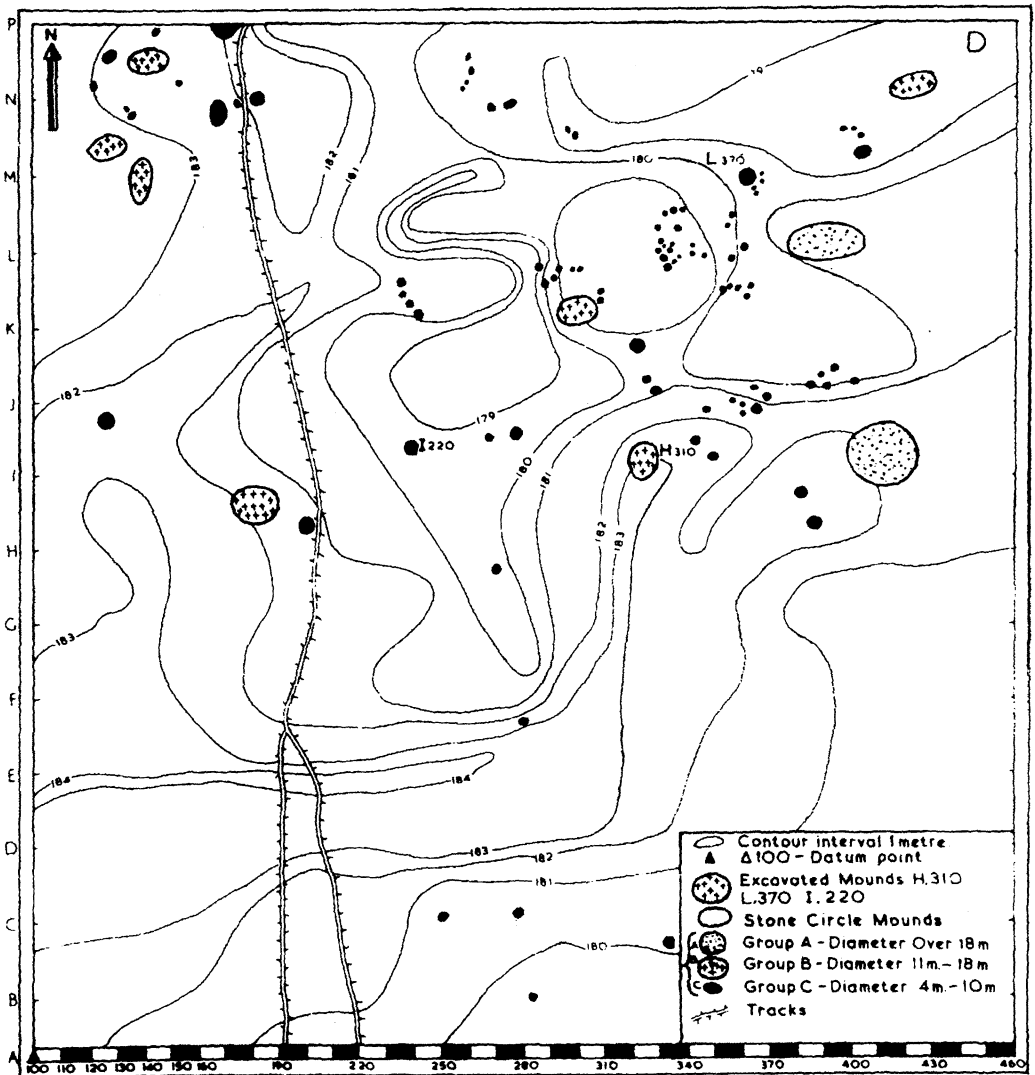 P
N
D
79
N
183
182
181
180
L 370
M
L
K
182
J
179
I 220
180
181
H 310
I
182
183
H
G
183
F
E
184
184
D
183
182
181
C
180
B
A
Contour interval 1 metre
Δ100 - Datum point
Excavated Mounds H.310
L.370 I. 220
Stone Circle Mounds
A Group A - Diameter Over 18m
B Group B - Diameter 11m. - 18m
C Group C - Diameter 4m. - 10m
Tracks
100 110 120 130 140 150 160 190 220 250 280 310 340 370 400 430 460